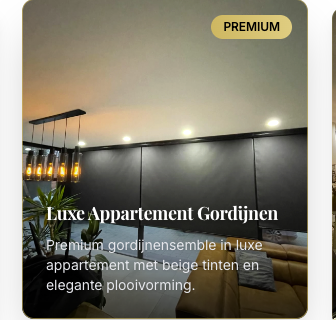 PREMIUM
Luxe Appartement Gordijnen
Premium gordijnensemble in luxe
appartement met beige tinten en
elegante plooivorming.